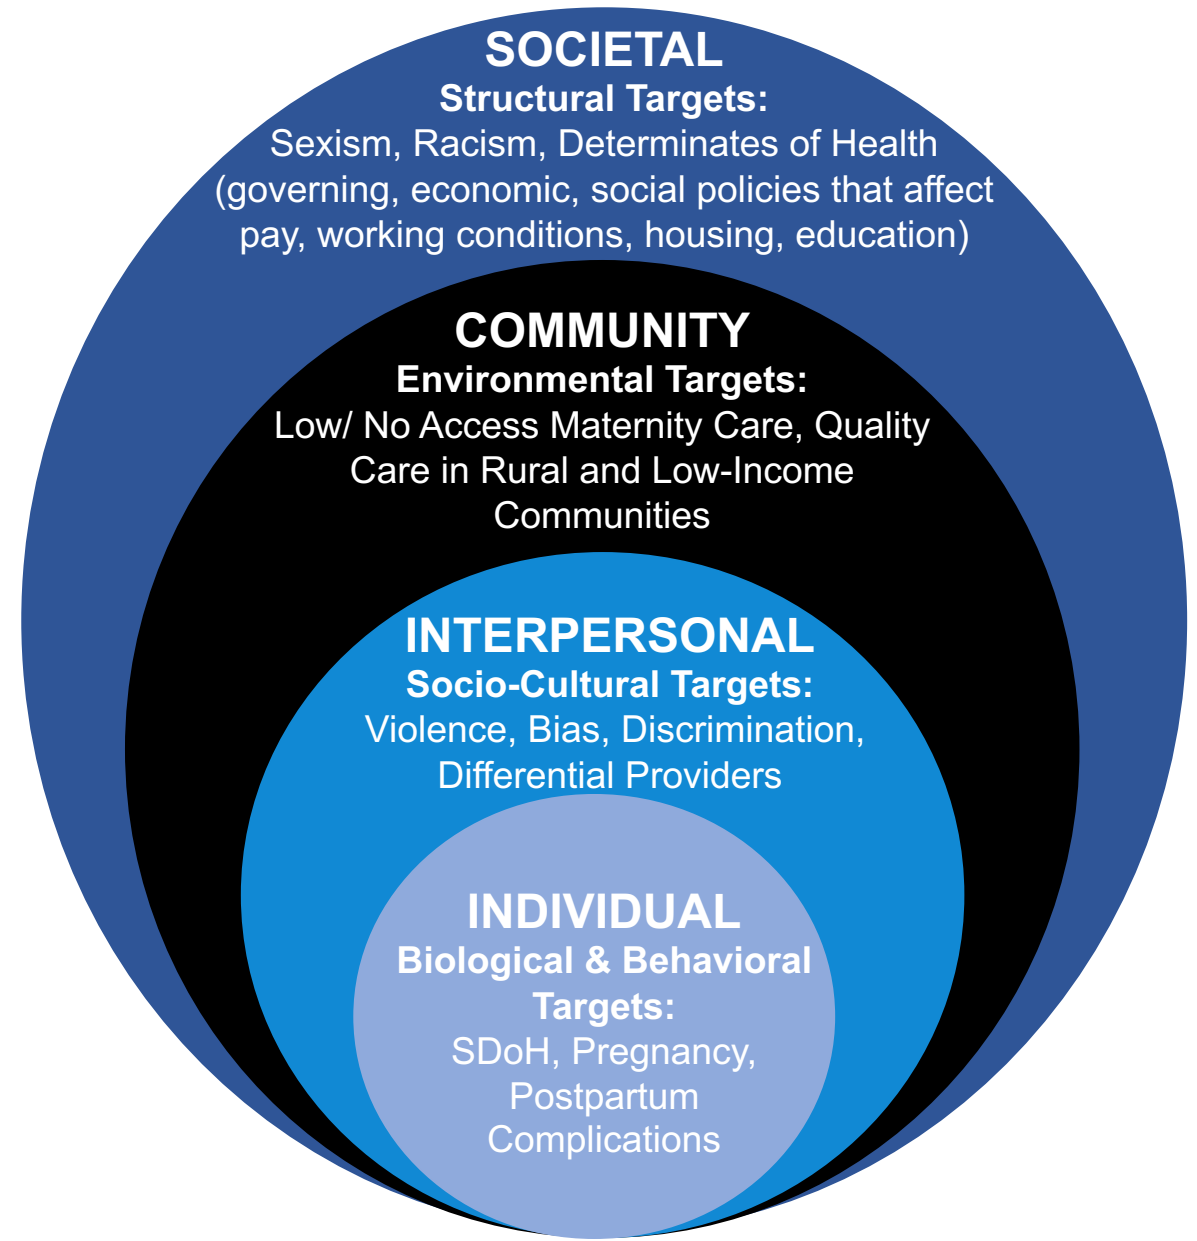 SOCIETAL
Structural Targets:
Sexism, Racism, Determinates of Health
(governing, economic, social policies that affect
pay, working conditions, housing, education)
COMMUNITY
Environmental Targets:
Low/ No Access Maternity Care, Quality
Care in Rural and Low-Income
Communities
INTERPERSONAL
Socio-Cultural Targets:
Violence, Bias, Discrimination,
Differential Providers
INDIVIDUAL
Biological & Behavioral
Targets:
SDoH, Pregnancy,
Postpartum
Complications